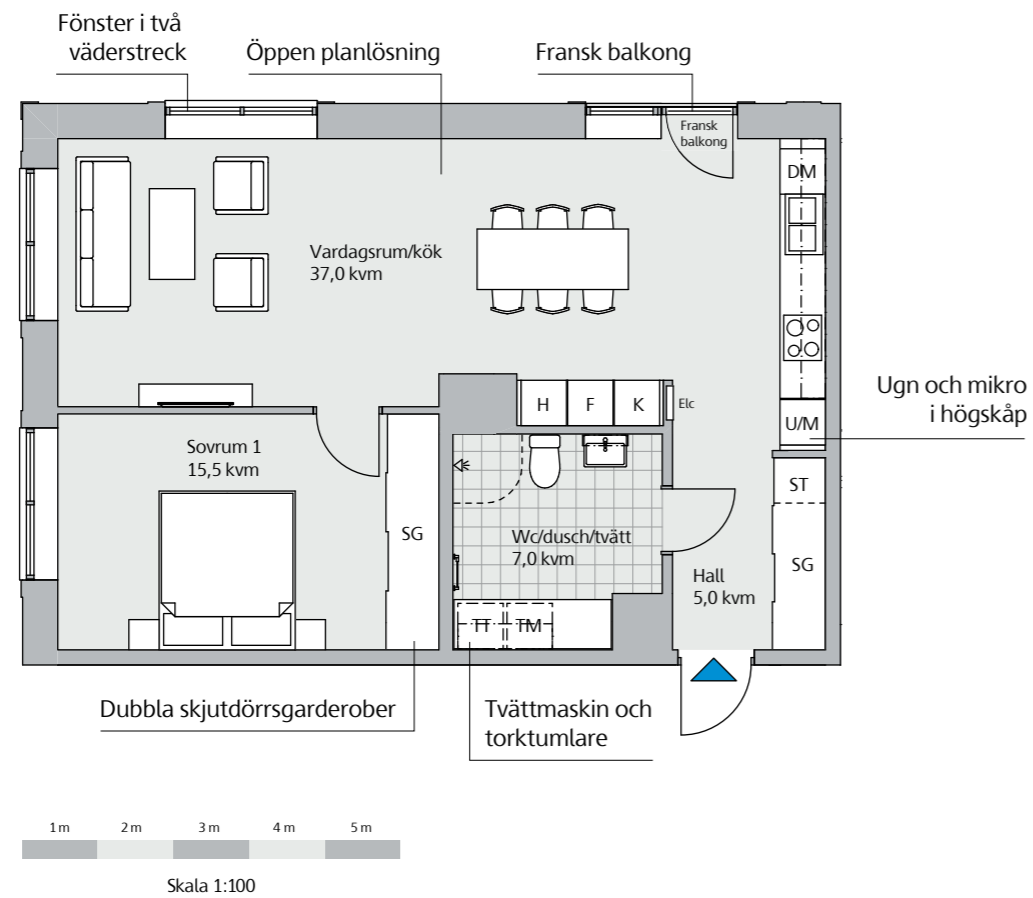 Fönster i två
väderstreck
Öppen planlösning
Fransk balkong
Fransk
balkong
DM
Vardagsrum/kök
37,0 kvm
Ugn och mikro
i högskåp
H
F
K
Elc
U/M
Sovrum 1
15,5 kvm
SG
ST
Wc/dusch/tvätt
7,0 kvm
SG
Hall
5,0 kvm
TT
TM
Dubbla skjutdörrsgarderober
Tvättmaskin och
torktumlare
1 m 2 m 3 m 4 m 5 m
Skala 1:100